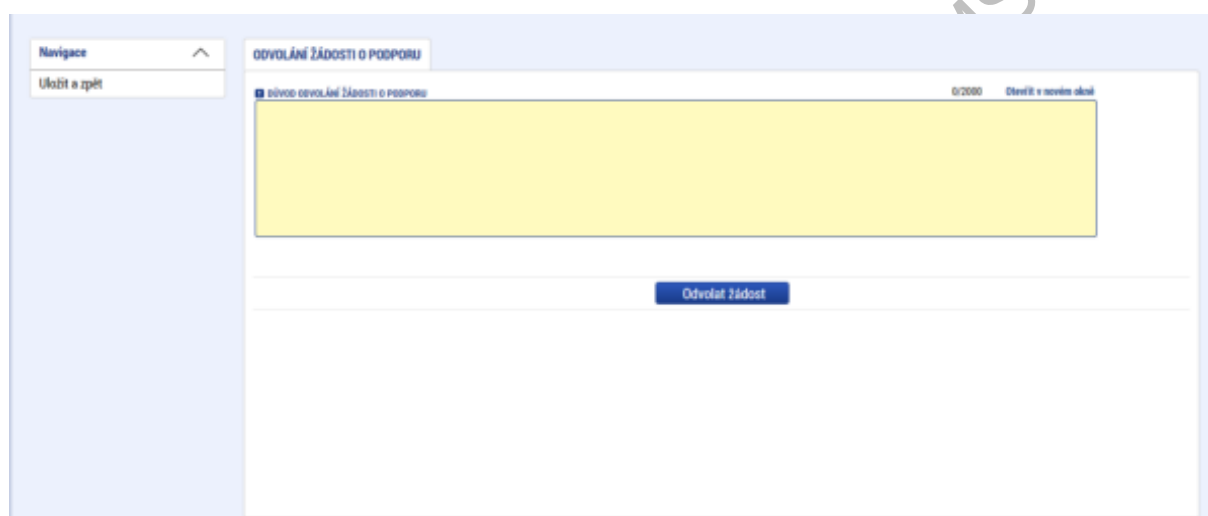 Navigace
ODVOLÁNÍ ŽÁDOSTI O PODPORU
Uložit a zpět
DŮVOD ODVOLÁNÍ ŽÁDOSTI O PODPORU 0/2000 Otevřít v novém okně
Odvolat žádost